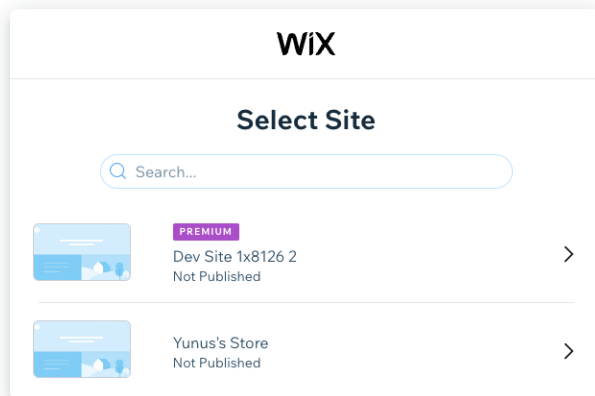 WiX
Select Site
Search...
PREMIUM
Dev Site 1x8126 2
Not Published
Yunus's Store
Not Published